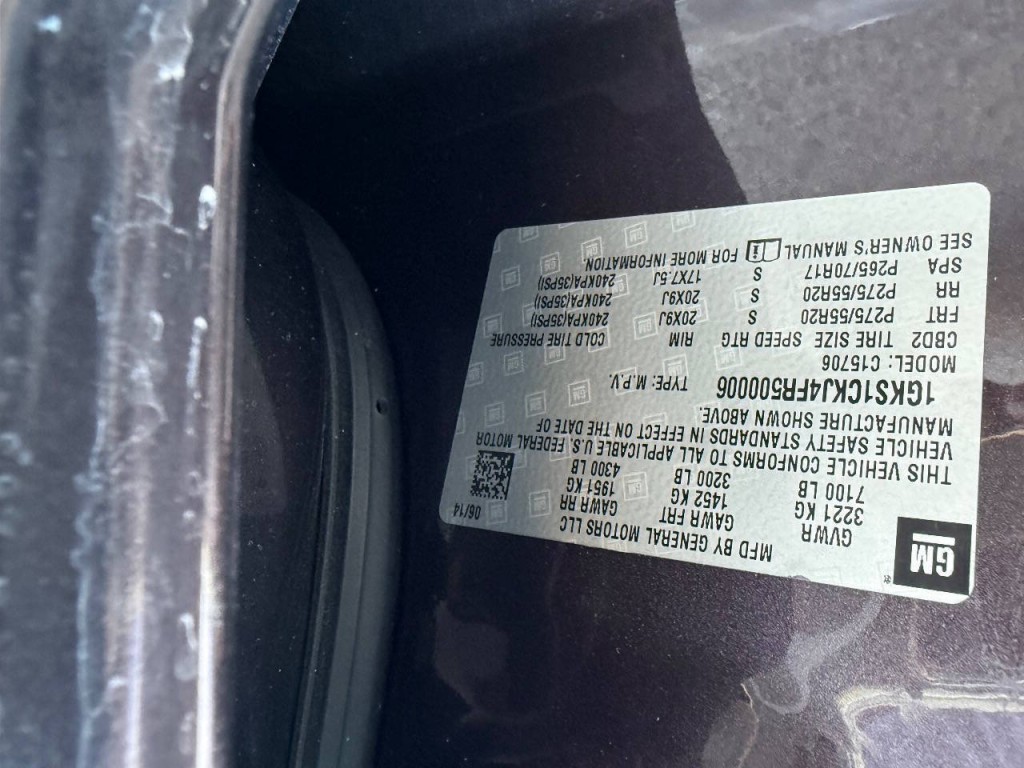 GM
MFD BY GENERAL MOTORS LLC 06/14
GVWR GAWR FRT GAWR RR
3221 KG 1452 KG 1951 KG
7100 LB 3200 LB 4300 LB
THIS VEHICLE CONFORMS TO ALL APPLICABLE U.S. FEDERAL MOTOR
VEHICLE SAFETY STANDARDS IN EFFECT ON THE DATE OF
MANUFACTURE SHOWN ABOVE.
1GKS1CKJ4FR500006 TYPE: M.P.V.
MODEL: C15706
CBD2 TIRE SIZE SPEED RTG RIM COLD TIRE PRESSURE
FRT P275/55R20 S 20X9J 240KPA(35PSI)
RR P275/55R20 S 20X9J 240KPA(35PSI)
SPA P265/70R17 S 17X7.5J 240KPA(35PSI)
SEE OWNER'S MANUAL FOR MORE INFORMATION.